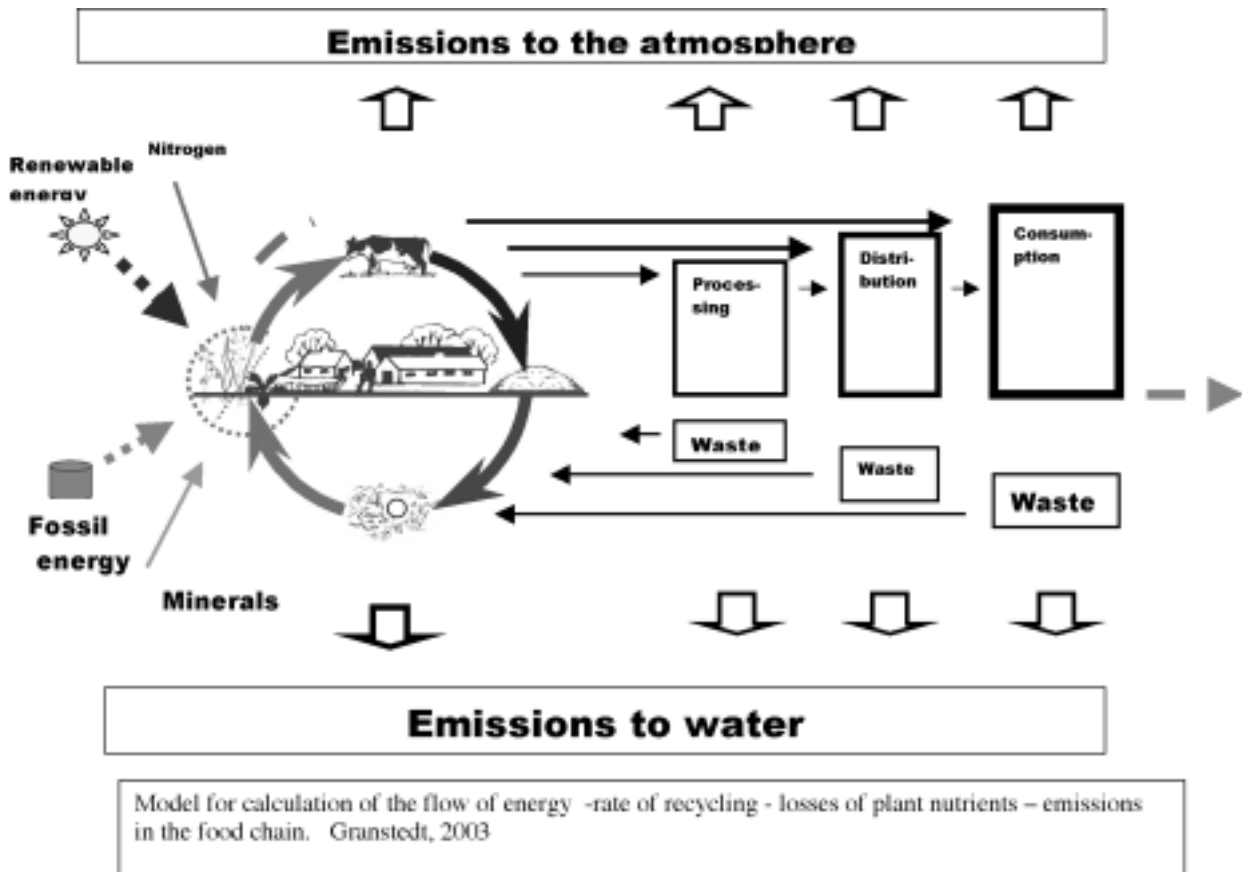 Emissions to the atmosphere
Nitrogen
Renewable
energy
Consum-
ption
Distri-
bution
Proces-
sing
Waste
Waste
Waste
Fossil
energy
Minerals
Emissions to water
Model for calculation of the flow of energy -rate of recycling - losses of plant nutrients – emissions
in the food chain. Granstedt, 2003